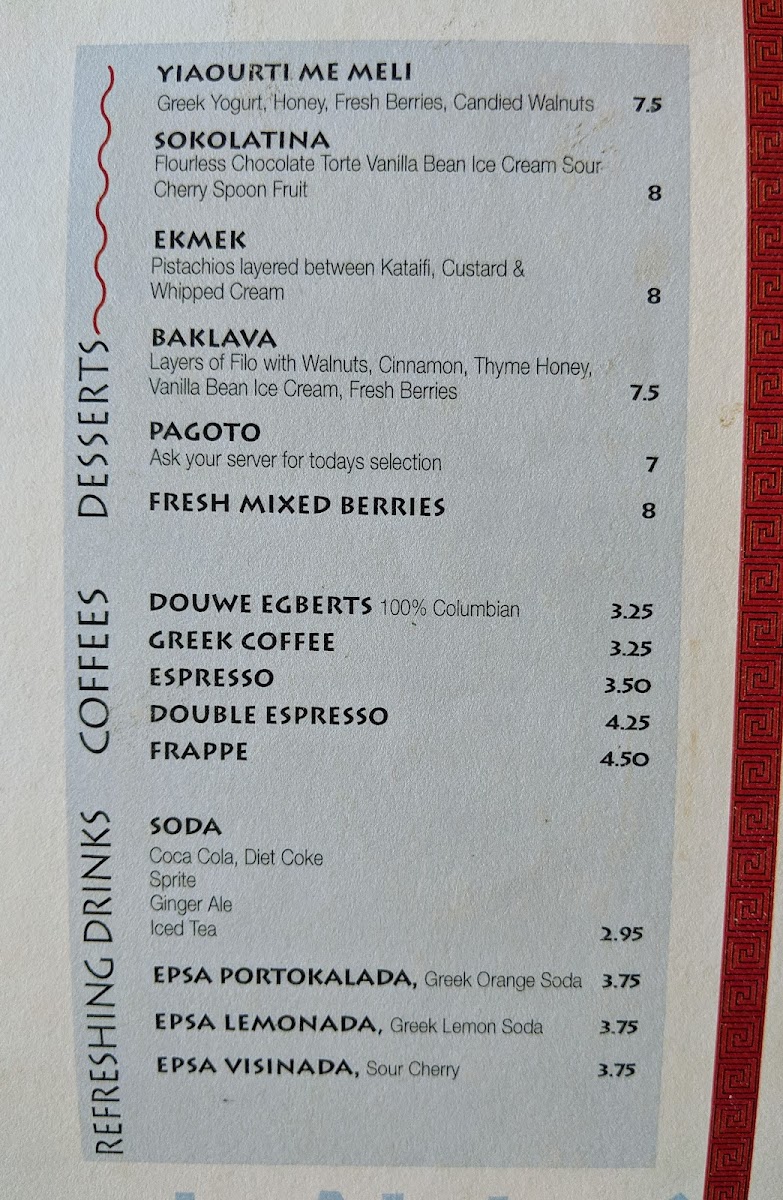 DESSERTS
YIAOURTI ME MELI
Greek Yogurt, Honey, Fresh Berries, Candied Walnuts 7.5
SOKOLATINA
Flourless Chocolate Torte Vanilla Bean Ice Cream Sour
Cherry Spoon Fruit 8
EKMEK
Pistachios layered between Kataifi, Custard &
Whipped Cream 8
BAKLAVA
Layers of Filo with Walnuts, Cinnamon, Thyme Honey,
Vanilla Bean Ice Cream, Fresh Berries 7.5
PAGOTO
Ask your server for todays selection 7
FRESH MIXED BERRIES 8
COFFEES
DOUWE EGBERTS 100% Columbian 3.25
GREEK COFFEE 3.25
ESPRESSO 3.50
DOUBLE ESPRESSO 4.25
FRAPPE 4.50
REFRESHING DRINKS
SODA
Coca Cola, Diet Coke
Sprite
Ginger Ale
Iced Tea 2.95
EPSA PORTOKALADA, Greek Orange Soda 3.75
EPSA LEMONADA, Greek Lemon Soda 3.75
EPSA VISINADA, Sour Cherry 3.75